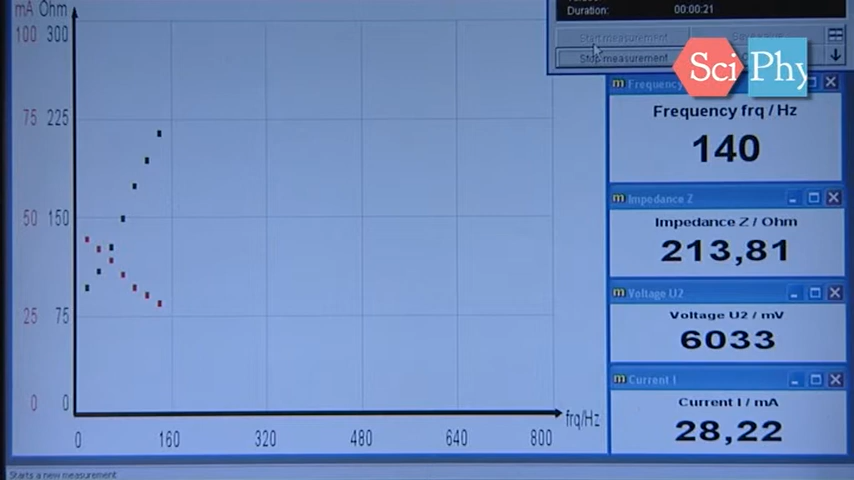 mA Ohm
100 300
75 225
50 150
25 75
0 0
0 160 320 480 640 800
frq/Hz
Duration: 00:00:21
Start measurement
Stop measurement
Sci Phy
Frequency
Frequency frq / Hz
140
Impedance Z
Impedance Z / Ohm
213,81
Voltage U2
Voltage U2 / mV
6033
Current I
Current I / mA
28,22
Starts a new measurement